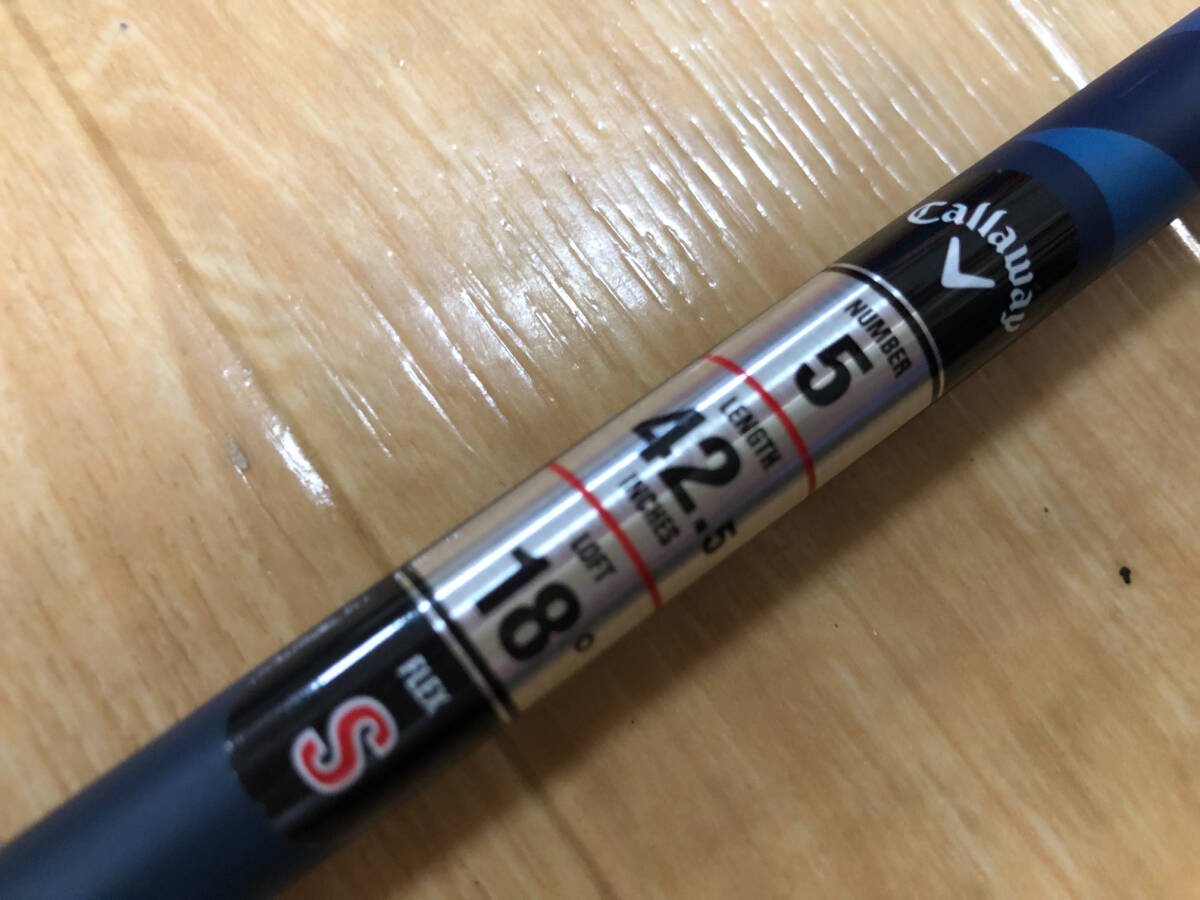 Callaway
NUMBER
5
LENGTH
42.5
INCHES
LOFT
18°
FLEX
S